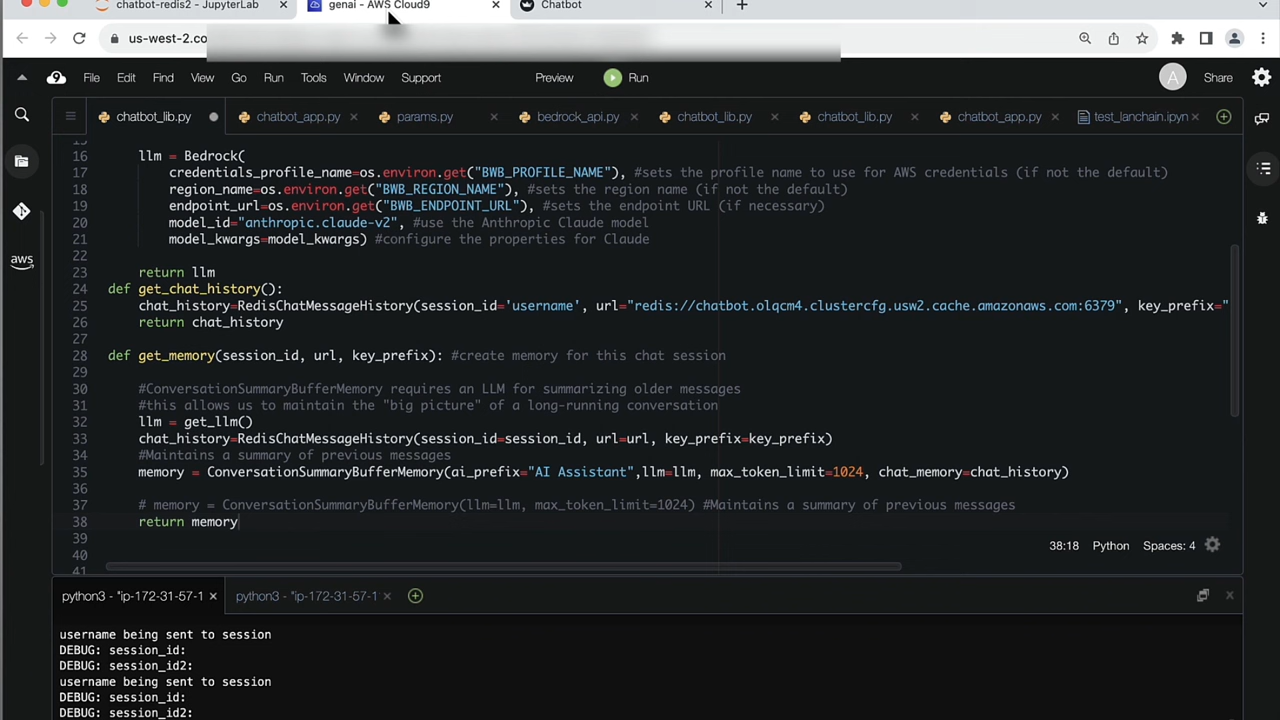 chatbot-redis2 - JupyterLab
genai - AWS Cloud9
Chatbot
us-west-2.co
File Edit Find View Go Run Tools Window Support Preview Run A Share
chatbot_lib.py chatbot_app.py params.py bedrock_api.py chatbot_lib.py chatbot_lib.py chatbot_app.py test_lanchain.ipyn
16 llm = Bedrock(
17 credentials_profile_name=os.environ.get("BWB_PROFILE_NAME"), #sets the profile name to use for AWS credentials (if not the default)
18 region_name=os.environ.get("BWB_REGION_NAME"), #sets the region name (if not the default)
19 endpoint_url=os.environ.get("BWB_ENDPOINT_URL"), #sets the endpoint URL (if necessary)
20 model_id="anthropic.claude-v2", #use the Anthropic Claude model
21 model_kwargs=model_kwargs) #configure the properties for Claude
22
23 return llm
24 def get_chat_history():
25 chat_history=RedisChatMessageHistory(session_id='username', url="redis://chatbot.olqcm4.clustercfg.usw2.cache.amazonaws.com:6379", key_prefix="
26 return chat_history
27
28 def get_memory(session_id, url, key_prefix): #create memory for this chat session
29
30 #ConversationSummaryBufferMemory requires an LLM for summarizing older messages
31 #this allows us to maintain the "big picture" of a long-running conversation
32 llm = get_llm()
33 chat_history=RedisChatMessageHistory(session_id=session_id, url=url, key_prefix=key_prefix)
34 #Maintains a summary of previous messages
35 memory = ConversationSummaryBufferMemory(ai_prefix="AI Assistant",llm=llm, max_token_limit=1024, chat_memory=chat_history)
36
37 # memory = ConversationSummaryBufferMemory(llm=llm, max_token_limit=1024) #Maintains a summary of previous messages
38 return memory
39
40
41
38:18 Python Spaces: 4
aws
python3 - "ip-172-31-57-1 python3 - "ip-172-31-57-1
username being sent to session
DEBUG: session_id:
DEBUG: session_id2:
username being sent to session
DEBUG: session_id:
DEBUG: session_id2: